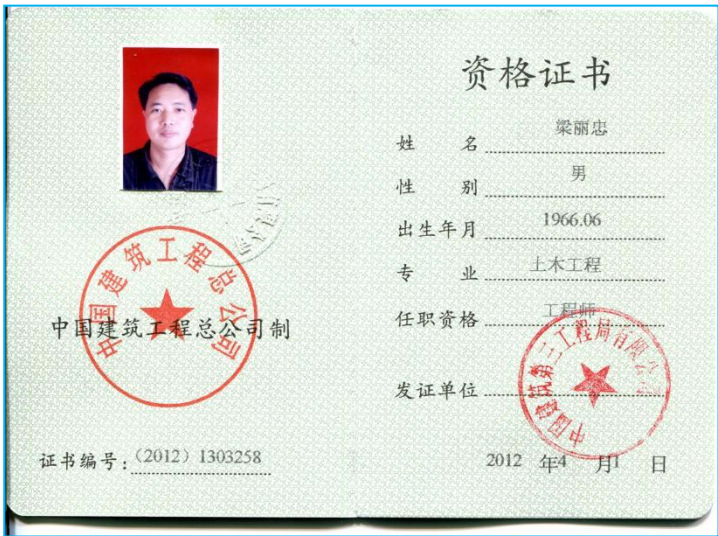 中国建筑工程总公司
中国建筑工程总公司制
证书编号:(2012)1303258
资格证书
姓 名 梁丽忠
性 别 男
出生年月 1966.06
专 业 土木工程
任职资格 工程师
发证单位
中国建筑第三工程局有限公司
2012 年4 月1 日